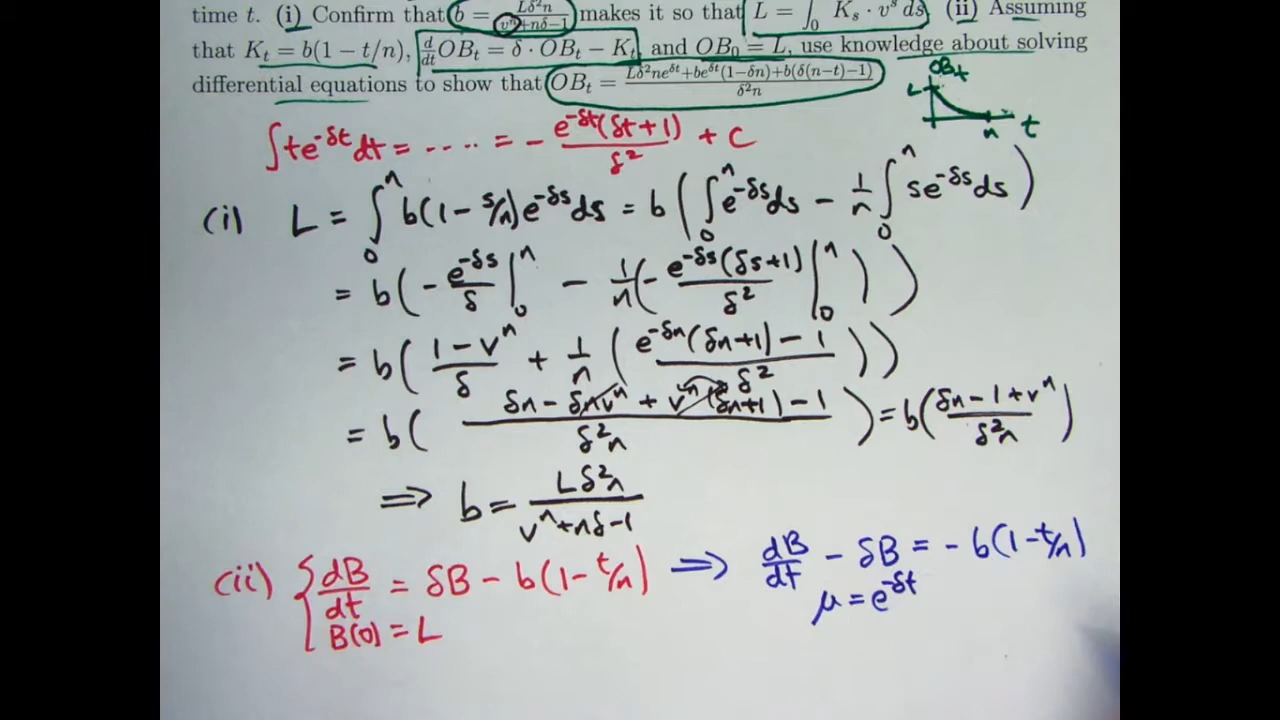 time t. (i) Confirm that b = Lδ²n / (vⁿ+nδ−1) makes it so that L = ∫₀ⁿ Kₛ · vˢ ds. (ii) Assuming
that Kₜ = b(1 − t/n), d/dt OBₜ = δ · OBₜ − Kₜ, and OB₀ = L, use knowledge about solving
differential equations to show that OBₜ = (Lδ²ne^{δt}+be^{δt}(1−δn)+b(δ(n−t)−1)) / δ²n
OBₜ
L
n t
∫te^{-δt}dt = ..... = − e^{-δt}(δt+1) / δ² + C
(i) L = ∫₀ⁿ b(1 − s/n)e^{-δs}ds = b(∫₀ⁿ e^{-δs}ds − 1/n ∫₀ⁿ se^{-δs}ds)
= b(− e^{-δs}/δ |₀ⁿ − 1/n(− e^{-δs}(δs+1)/δ² |₀ⁿ))
= b((1−vⁿ)/δ + 1/n((e^{-δn}(δn+1) − 1)/δ²))
= b((δn − δnvⁿ + vⁿ(δn+1) − 1)/δ²n) = b((δn − 1 + vⁿ)/δ²n)
⟹ b = Lδ²n / (vⁿ+nδ−1)
(ii) { dB/dt = δB − b(1 − t/n) ⟹ dB/dt − δB = − b(1 − t/n)
B(0) = L μ = e^{-δt}